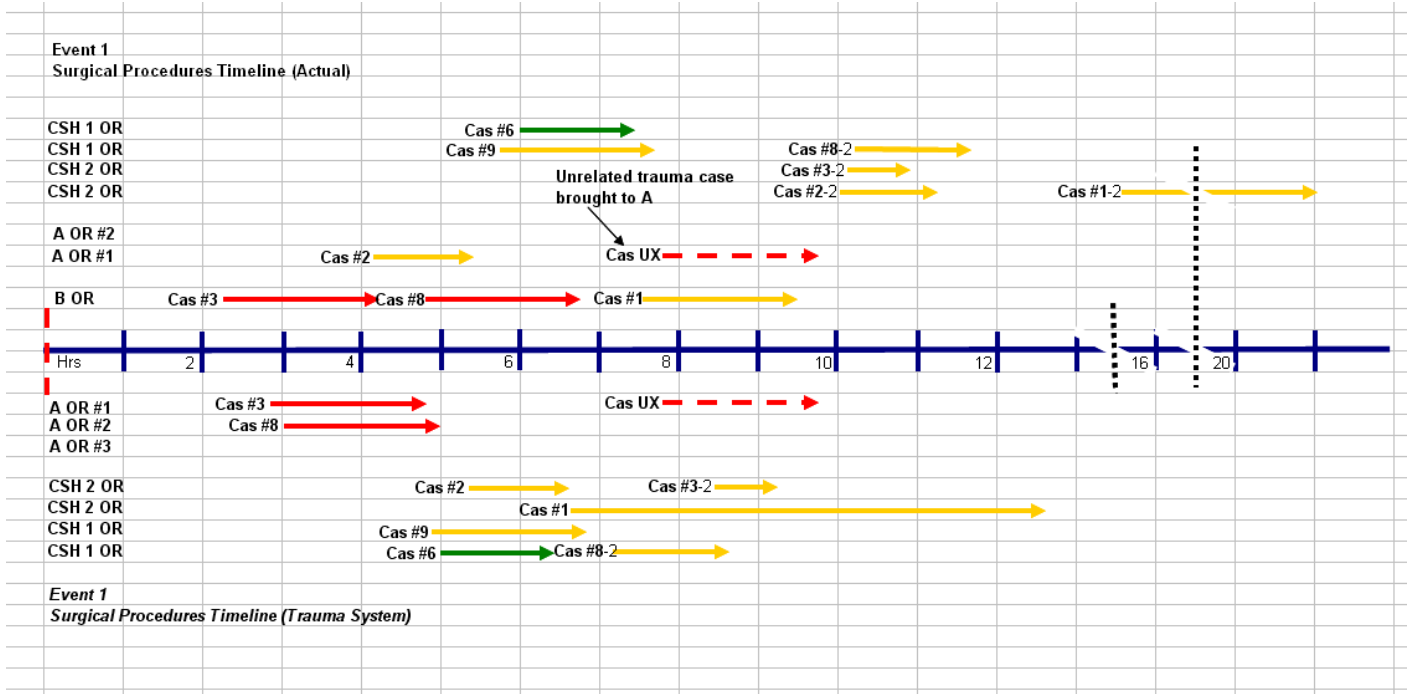 Event 1
Surgical Procedures Timeline (Actual)
CSH 1 OR Cas #6
CSH 1 OR Cas #9 Cas #8-2
CSH 2 OR Unrelated trauma case Cas #3-2
CSH 2 OR brought to A Cas #2-2 Cas #1-2
A OR #2
A OR #1 Cas #2 Cas UX
B OR Cas #3 Cas #8 Cas #1
Hrs 2 4 6 8 10 12 16 20
A OR #1 Cas #3 Cas UX
A OR #2 Cas #8
A OR #3
CSH 2 OR Cas #2 Cas #3-2
CSH 2 OR Cas #1
CSH 1 OR Cas #9
CSH 1 OR Cas #6 Cas #8-2
Event 1
Surgical Procedures Timeline (Trauma System)